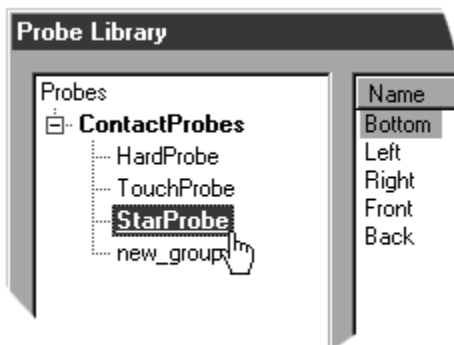 Probe Library
Probes
ContactProbes
HardProbe
TouchProbe
StarProbe
new_group
Name
Bottom
Left
Right
Front
Back